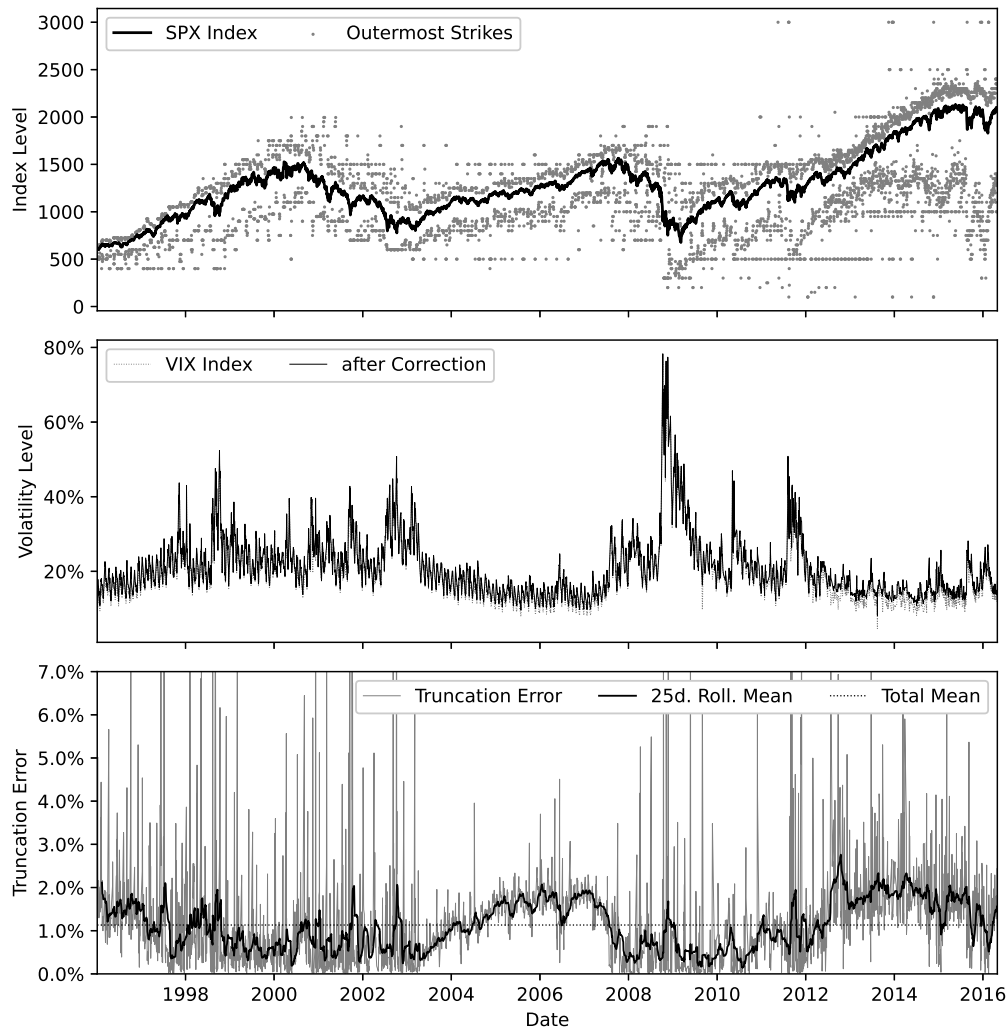 3000
2500
2000
1500
1000
500
0
Index Level
SPX Index Outermost Strikes
80%
60%
40%
20%
Volatility Level
VIX Index after Correction
7.0%
6.0%
5.0%
4.0%
3.0%
2.0%
1.0%
0.0%
Truncation Error
Truncation Error 25d. Roll. Mean Total Mean
1998 2000 2002 2004 2006 2008 2010 2012 2014 2016
Date